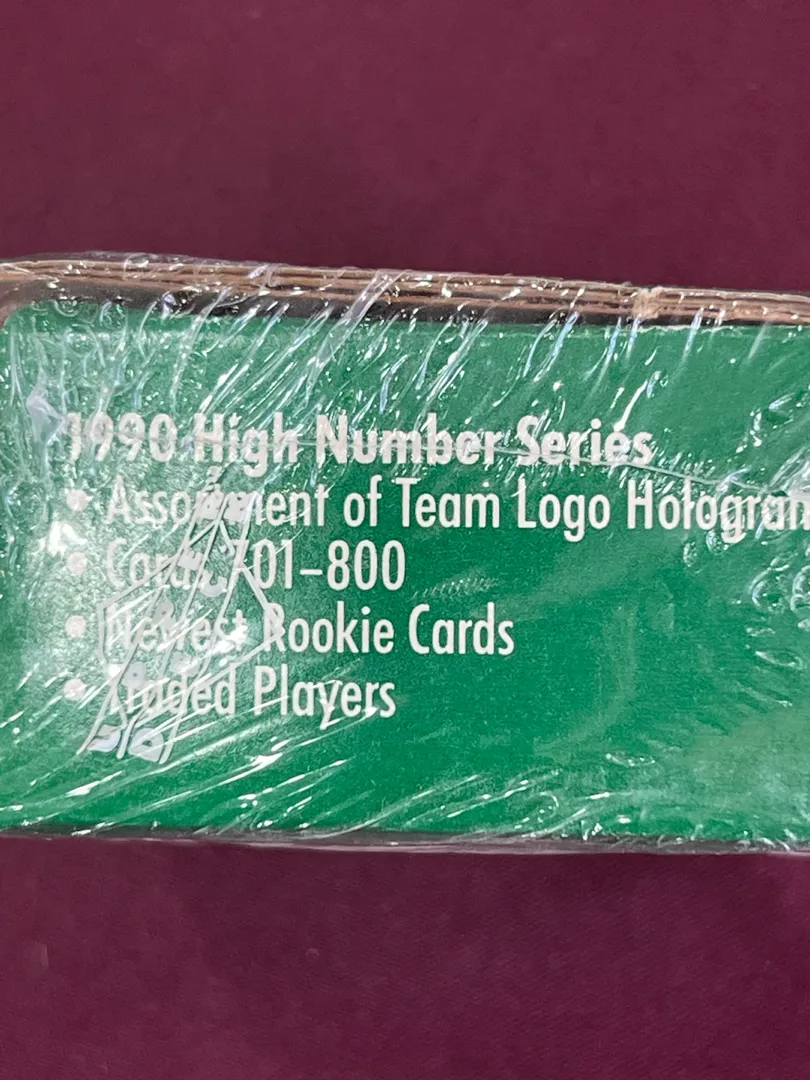 1990 High Number Series
• Assortment of Team Logo Hologram
• Cards 701–800
• Newest Rookie Cards
• Traded Players